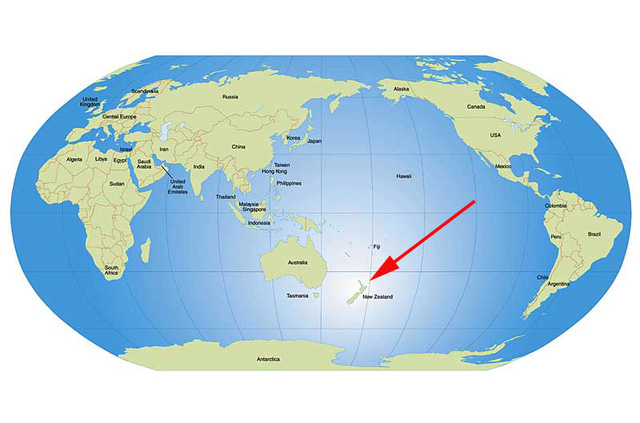 Alaska
Scandinavia
Russia
United
Kingdom
Canada
Central Europe
USA
Korea
Japan
Israel
Iran
China
Algeria
Libya
Egypt
Saudi
Arabia
India
Taiwan
Hong Kong
Mexico
Sudan
United
Arab
Emirates
Philippines
Hawaii
Thailand
Malaysia
Singapore
Colombia
Indonesia
Peru
Brazil
Fiji
Australia
South
Africa
Chile
Argentina
Tasmania
New Zealand
Antarctica